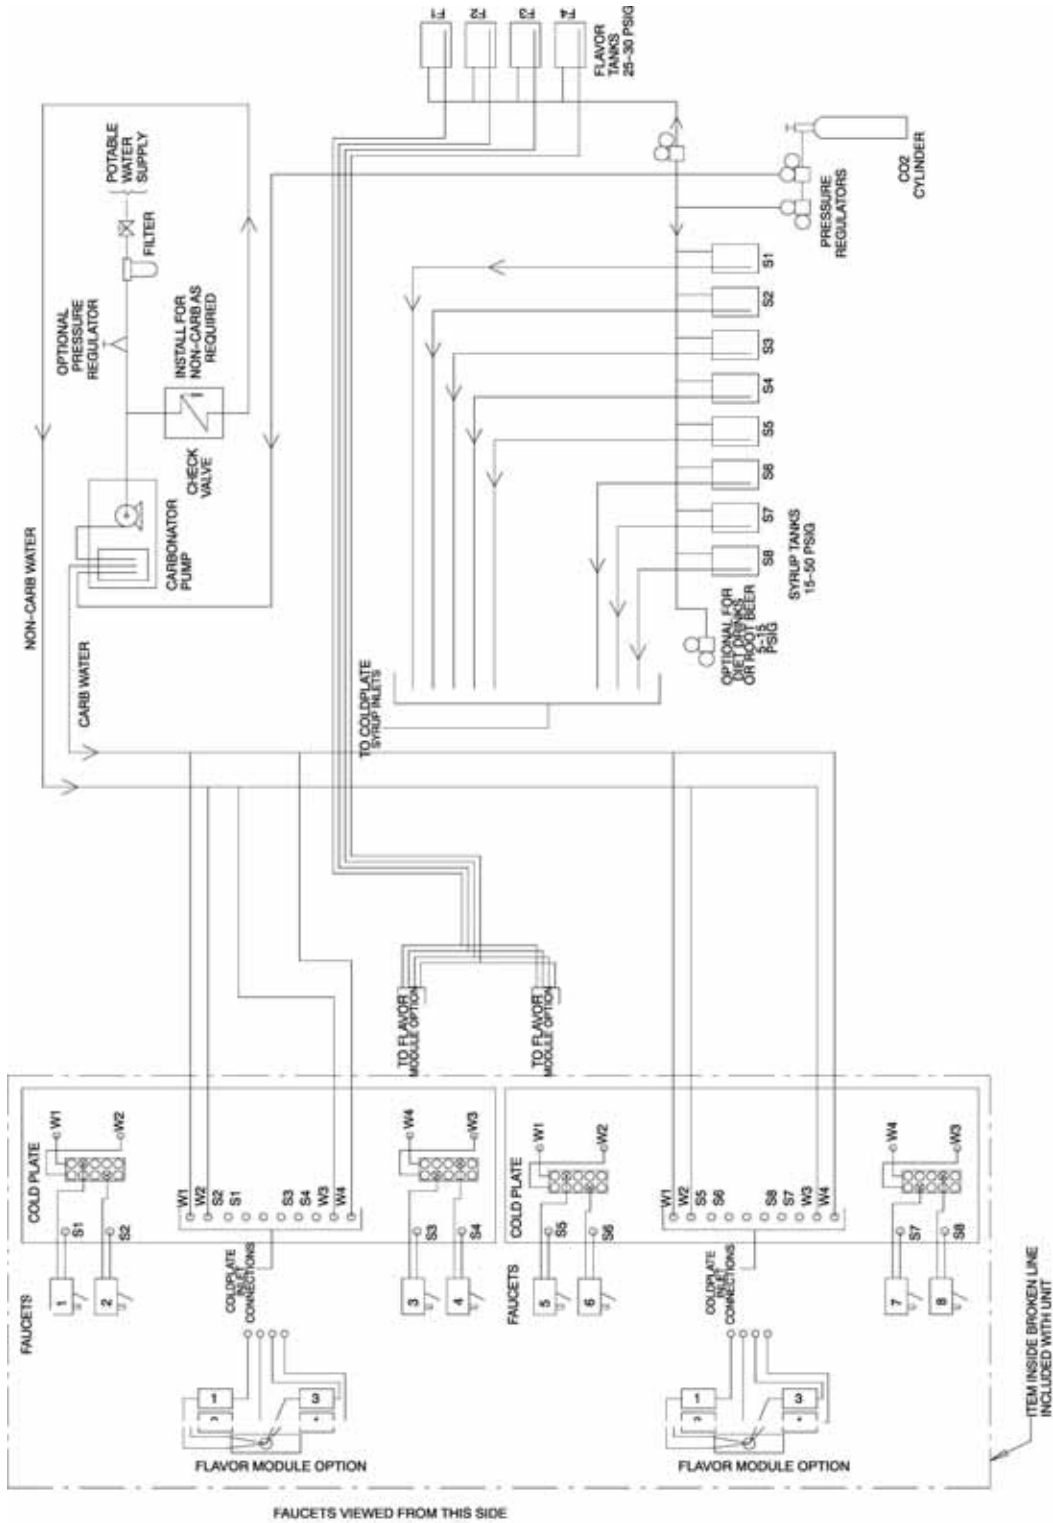 F1
F2
F3
F4
FLAVOR
TANKS
25-30 PSIG
POTABLE
WATER
SUPPLY
FILTER
OPTIONAL
PRESSURE
REGULATOR
INSTALL FOR
NON-CARB AS
REQUIRED
CHECK
VALVE
CO2
CYLINDER
PRESSURE
REGULATORS
S1
S2
S3
S4
S5
S6
S7
S8
SYRUP TANKS
15-50 PSIG
OPTIONAL FOR
DIET DRINKS
OR ROOT BEER
5-15
PSIG
NON-CARB WATER
CARBONATOR
PUMP
CARB WATER
TO COLDPLATE
SYRUP INLETS
TO FLAVOR
MODULE OPTION
TO FLAVOR
MODULE OPTION
COLD PLATE
W1
W2
S1
S2
W1
W2
S2
S1
S3
S4
W3
W4
W4
W3
S3
S4
FAUCETS
1
2
COLDPLATE
INLET
CONNECTIONS
3
4
COLD PLATE
W1
W2
S5
S6
W1
W2
S5
S6
S8
S7
W3
W4
W4
W3
S7
S8
FAUCETS
5
6
COLDPLATE
INLET
CONNECTIONS
7
8
1
3
FLAVOR MODULE OPTION
1
3
FLAVOR MODULE OPTION
ITEM INSIDE BROKEN LINE
INCLUDED WITH UNIT
FAUCETS VIEWED FROM THIS SIDE